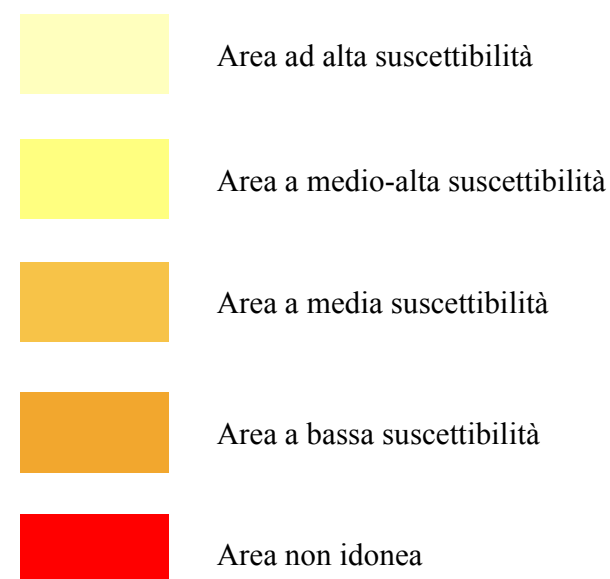 Area ad alta suscettibilità
Area a medio-alta suscettibilità
Area a media suscettibilità
Area a bassa suscettibilità
Area non idonea